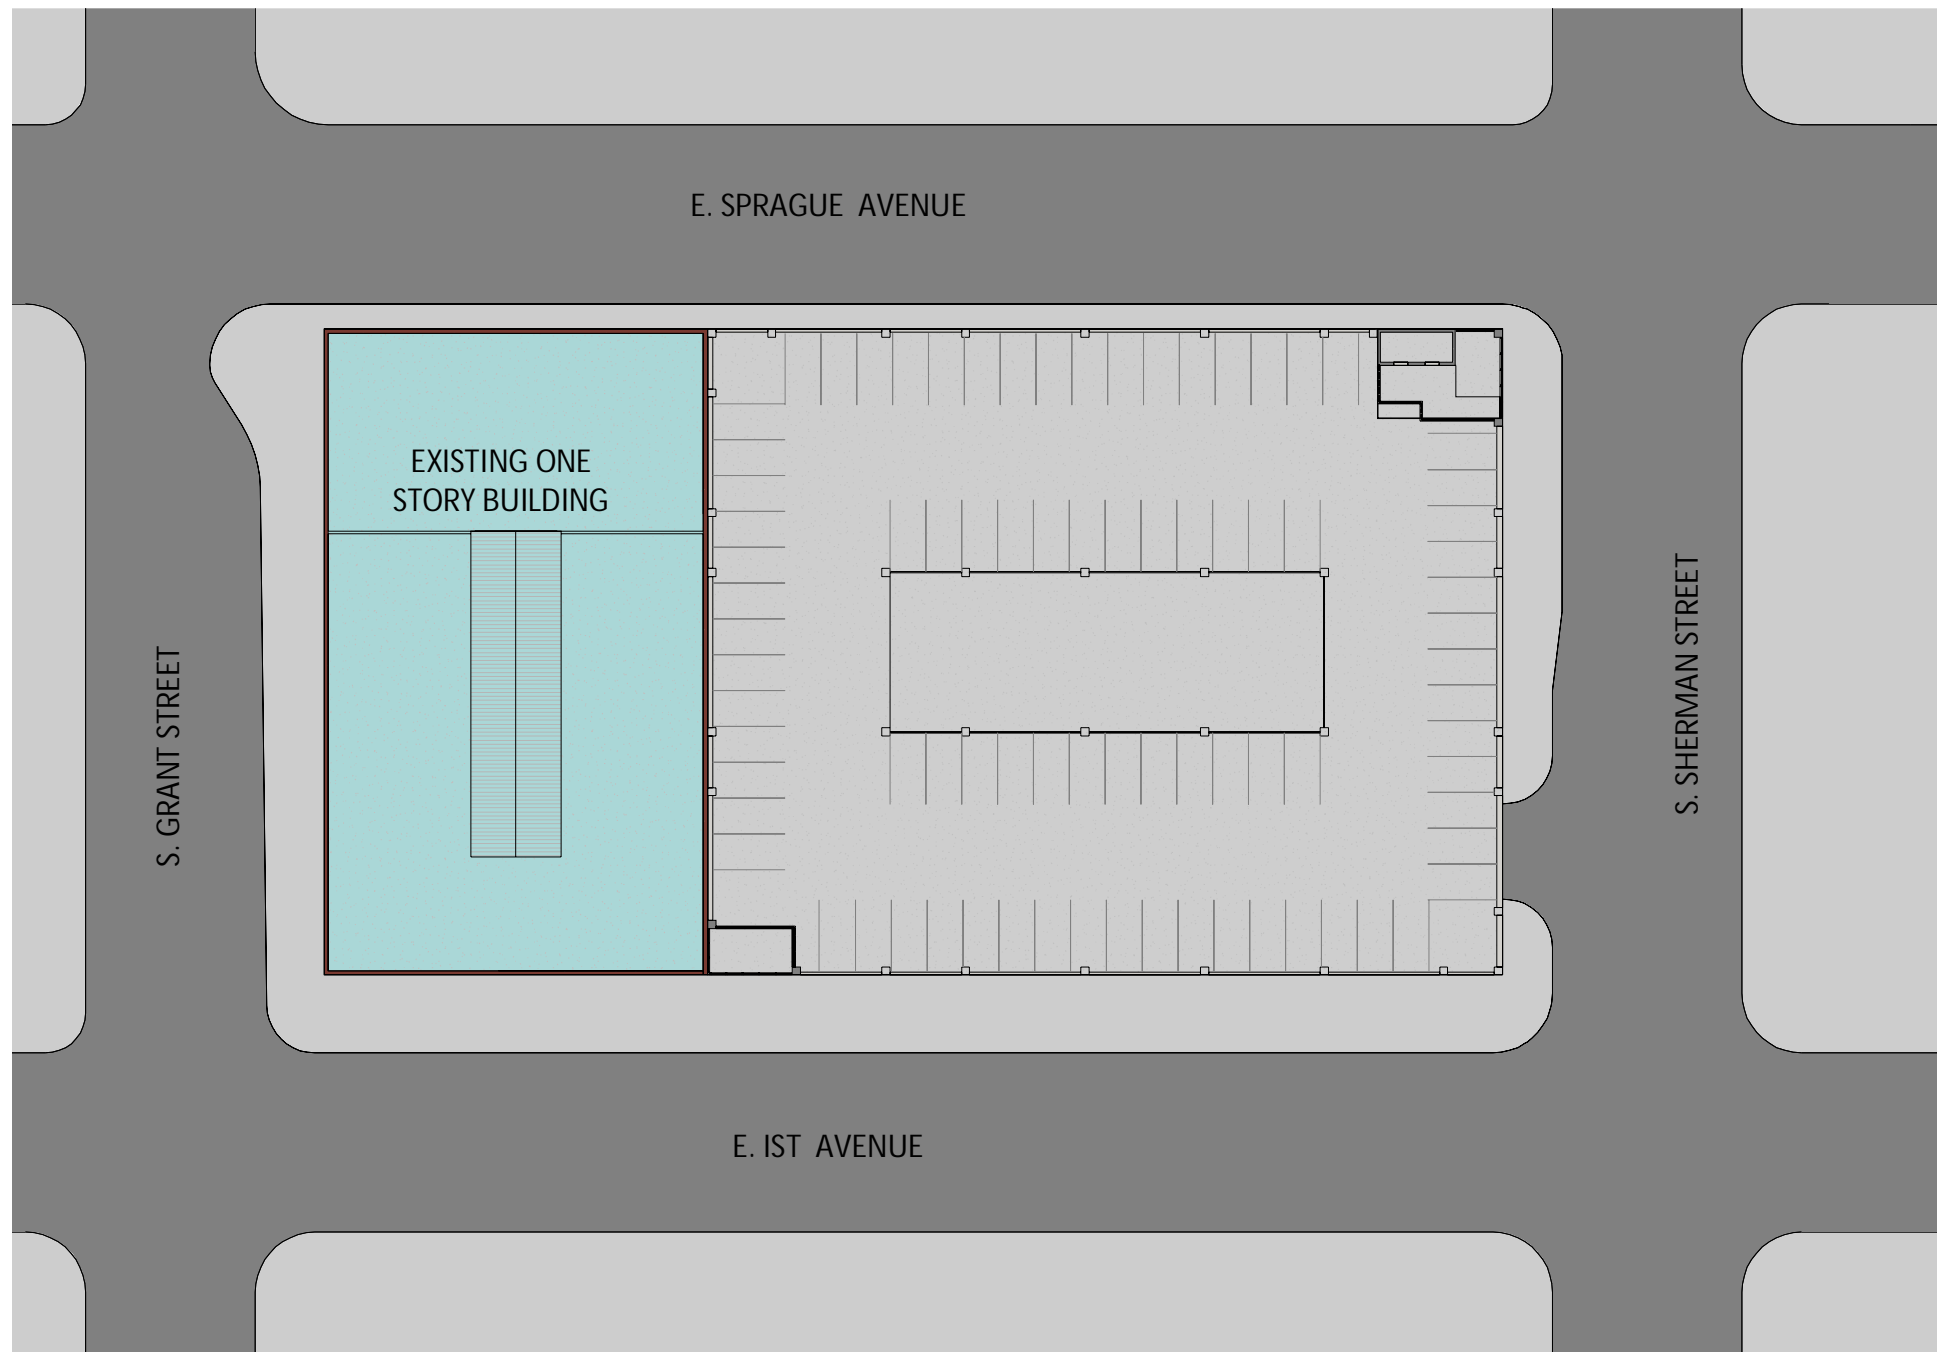 E. SPRAGUE AVENUE
EXISTING ONE
STORY BUILDING
S. GRANT STREET
S. SHERMAN STREET
E. IST AVENUE